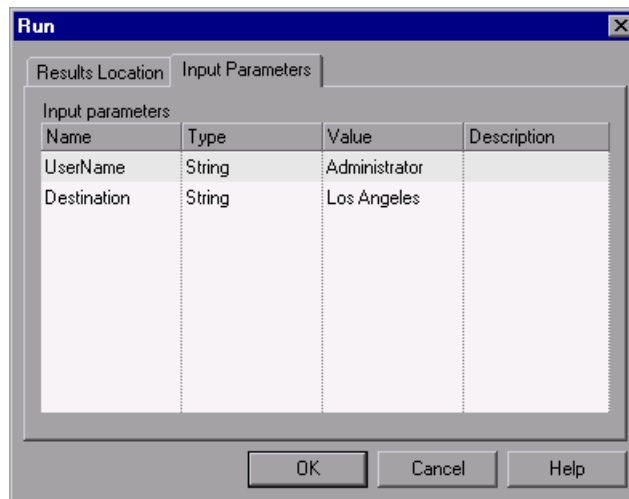 Run
Results Location Input Parameters
Input parameters
Name Type Value Description
UserName String Administrator
Destination String Los Angeles
OK Cancel Help